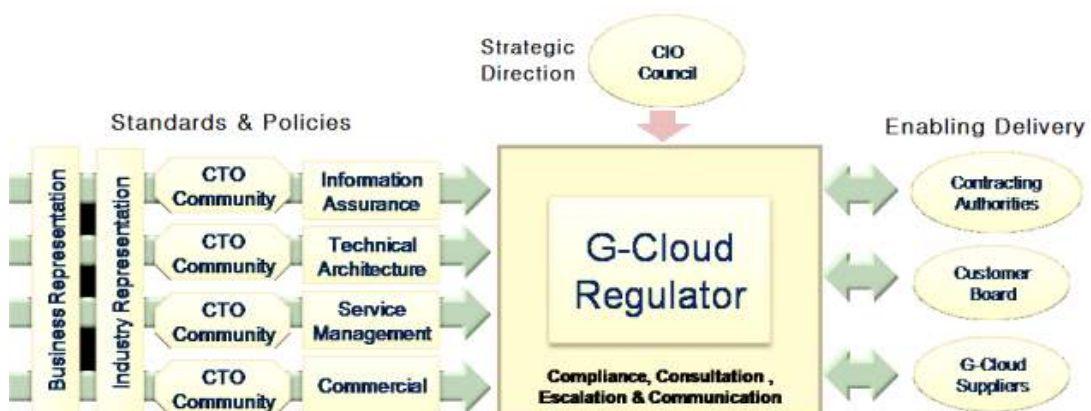 Strategic
Direction
CIO
Council
Standards & Policies
Enabling Delivery
Business Representation
Industry Representation
CTO
Community
Information
Assurance
CTO
Community
Technical
Architecture
CTO
Community
Service
Management
CTO
Community
Commercial
G-Cloud
Regulator
Compliance, Consultation ,
Escalation & Communication
Contracting
Authorities
Customer
Board
G-Cloud
Suppliers